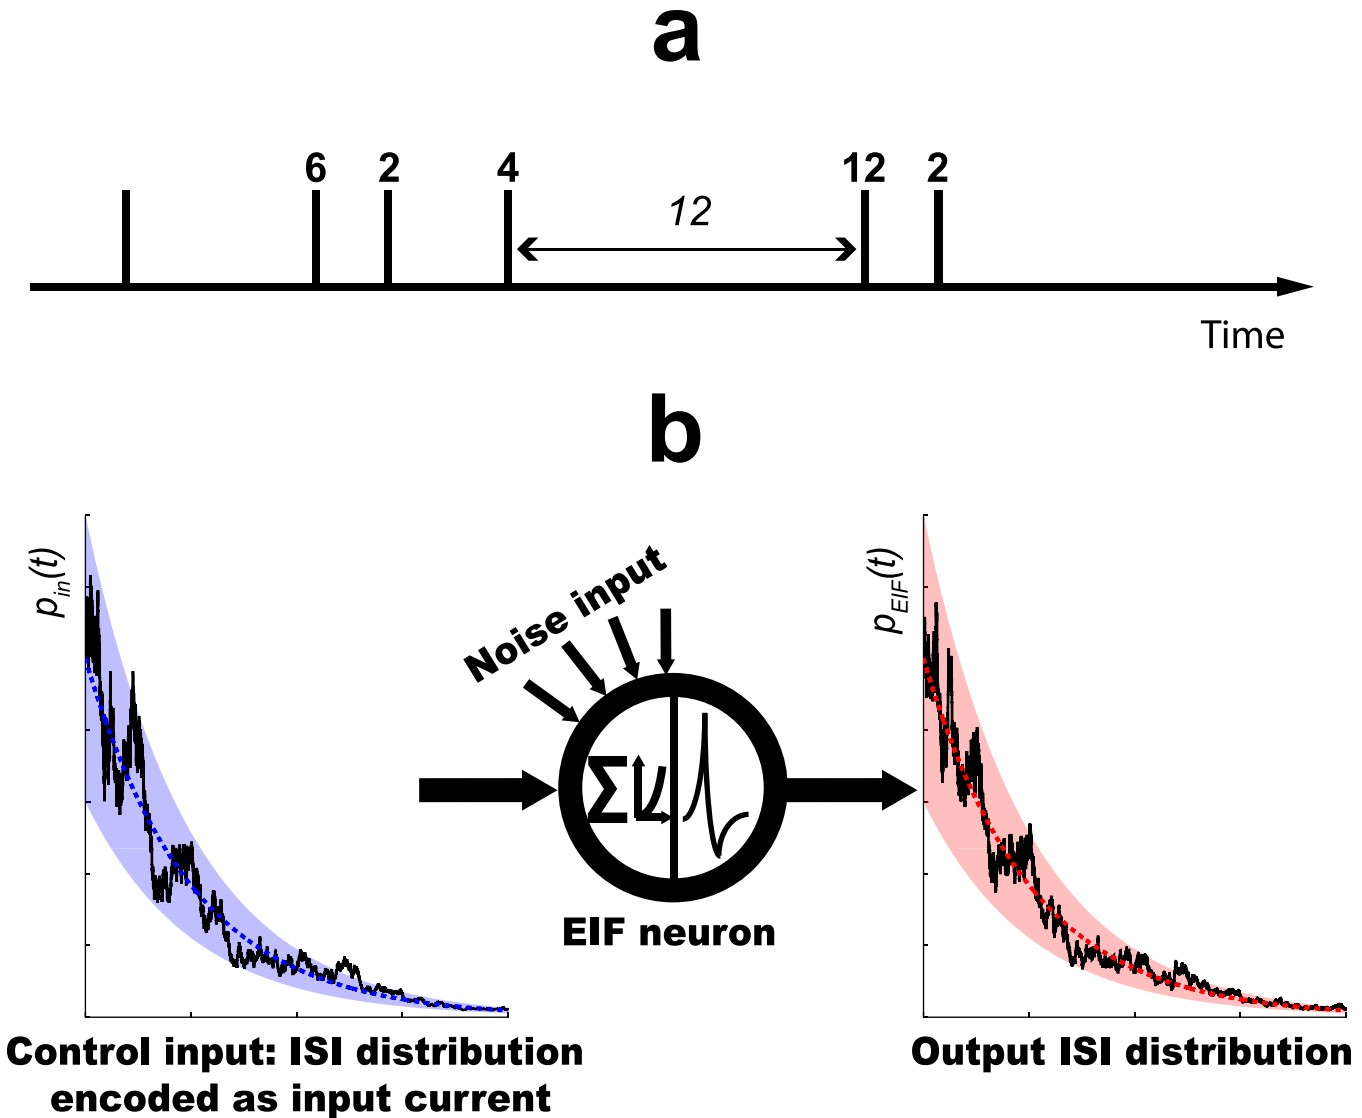 a
6 2 4 12 2
12
Time
b
p_in(t)
Noise input
Σ
EIF neuron
p_EIF(t)
Control input: ISI distribution
encoded as input current
Output ISI distribution